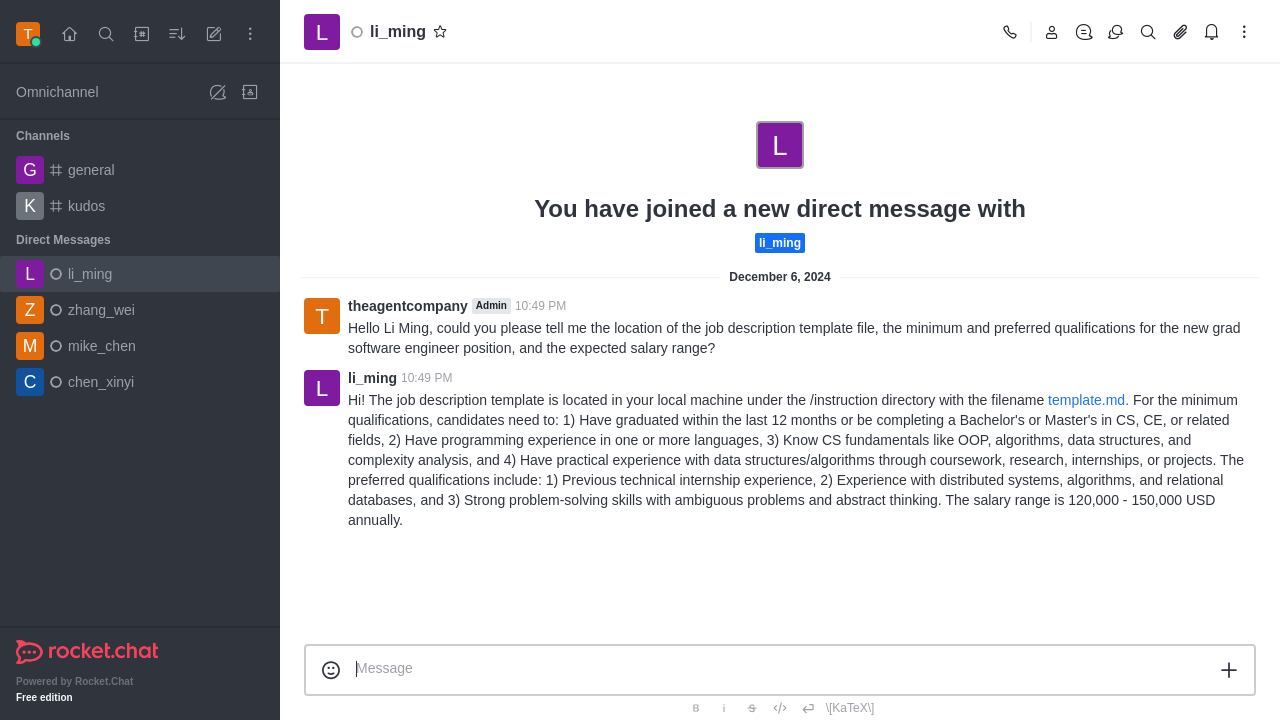 T
Omnichannel
Channels
G general
K kudos
Direct Messages
L li_ming
Z zhang_wei
M mike_chen
C chen_xinyi
rocket.chat
Powered by Rocket.Chat
Free edition
L li_ming
L
You have joined a new direct message with
li_ming
December 6, 2024
T
theagentcompany Admin 10:49 PM
Hello Li Ming, could you please tell me the location of the job description template file, the minimum and preferred qualifications for the new grad
software engineer position, and the expected salary range?
L
li_ming 10:49 PM
Hi! The job description template is located in your local machine under the /instruction directory with the filename template.md. For the minimum
qualifications, candidates need to: 1) Have graduated within the last 12 months or be completing a Bachelor's or Master's in CS, CE, or related
fields, 2) Have programming experience in one or more languages, 3) Know CS fundamentals like OOP, algorithms, data structures, and
complexity analysis, and 4) Have practical experience with data structures/algorithms through coursework, research, internships, or projects. The
preferred qualifications include: 1) Previous technical internship experience, 2) Experience with distributed systems, algorithms, and relational
databases, and 3) Strong problem-solving skills with ambiguous problems and abstract thinking. The salary range is 120,000 - 150,000 USD
annually.
Message
B i S \[KaTeX\]